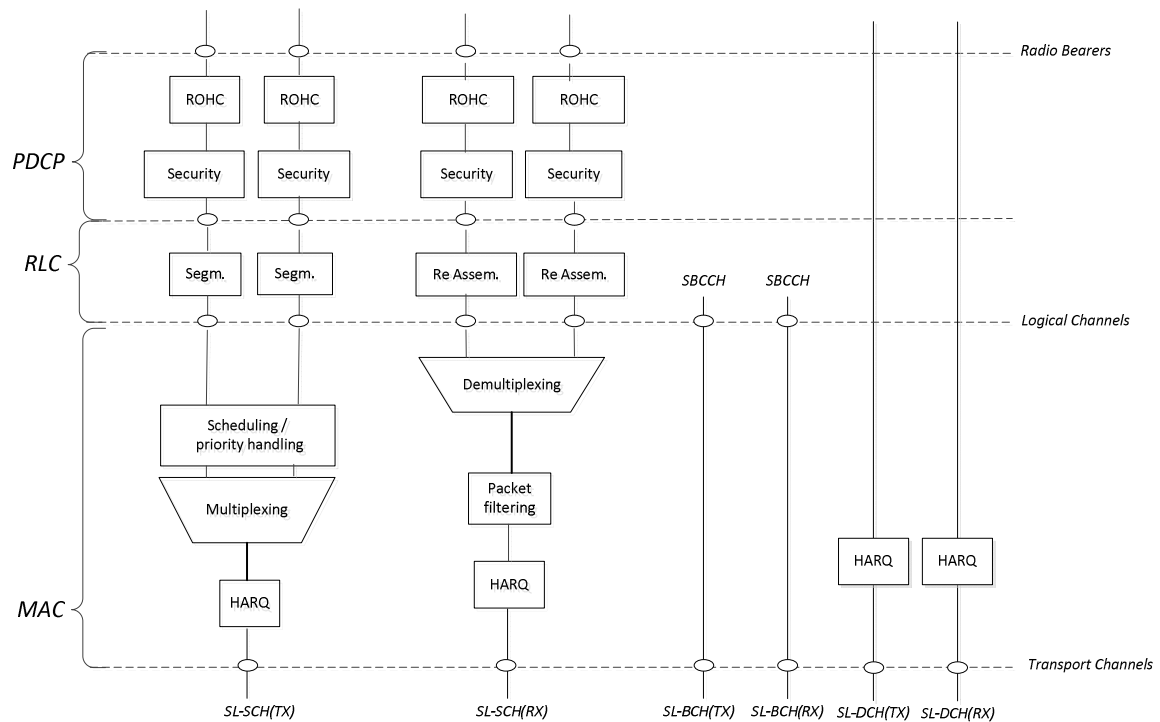 Radio Bearers
ROHC
ROHC
ROHC
ROHC
PDCP
Security
Security
Security
Security
RLC
Segm.
Segm.
Re Assem.
Re Assem.
SBCCH
SBCCH
Logical Channels
Demultiplexing
Scheduling /
priority handling
Packet
filtering
Multiplexing
HARQ
HARQ
HARQ
HARQ
MAC
Transport Channels
SL-SCH(TX)
SL-SCH(RX)
SL-BCH(TX)
SL-BCH(RX)
SL-DCH(TX)
SL-DCH(RX)